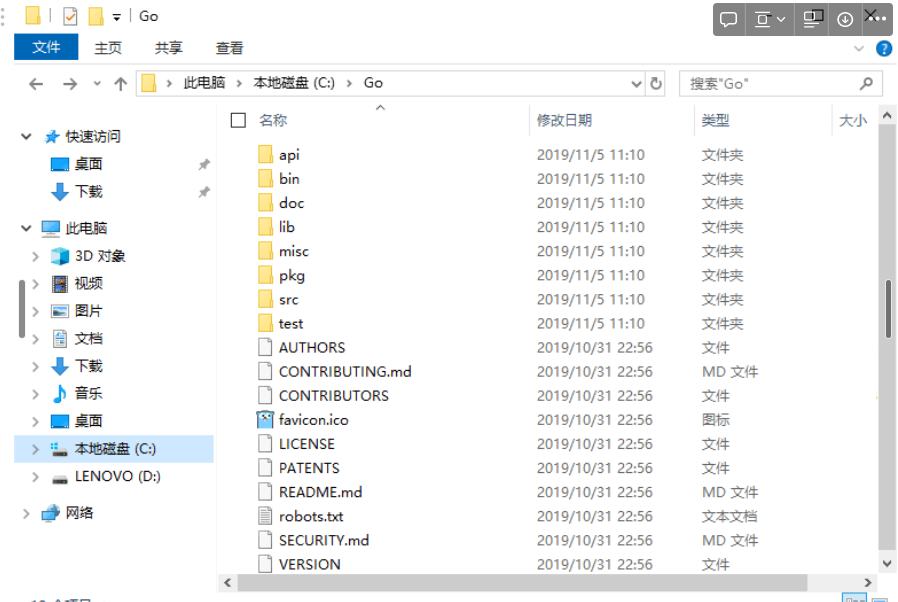 Go
文件 主页 共享 查看
此电脑 本地磁盘 (C:) Go 搜索"Go"
名称 修改日期 类型 大小
快速访问
桌面
下载
此电脑
3D 对象
视频
图片
文档
下载
音乐
桌面
本地磁盘 (C:)
LENOVO (D:)
网络
api 2019/11/5 11:10 文件夹
bin 2019/11/5 11:10 文件夹
doc 2019/11/5 11:10 文件夹
lib 2019/11/5 11:10 文件夹
misc 2019/11/5 11:10 文件夹
pkg 2019/11/5 11:10 文件夹
src 2019/11/5 11:10 文件夹
test 2019/11/5 11:10 文件夹
AUTHORS 2019/10/31 22:56 文件
CONTRIBUTING.md 2019/10/31 22:56 MD 文件
CONTRIBUTORS 2019/10/31 22:56 文件
favicon.ico 2019/10/31 22:56 图标
LICENSE 2019/10/31 22:56 文件
PATENTS 2019/10/31 22:56 文件
README.md 2019/10/31 22:56 MD 文件
robots.txt 2019/10/31 22:56 文本文档
SECURITY.md 2019/10/31 22:56 MD 文件
VERSION 2019/10/31 22:56 文件